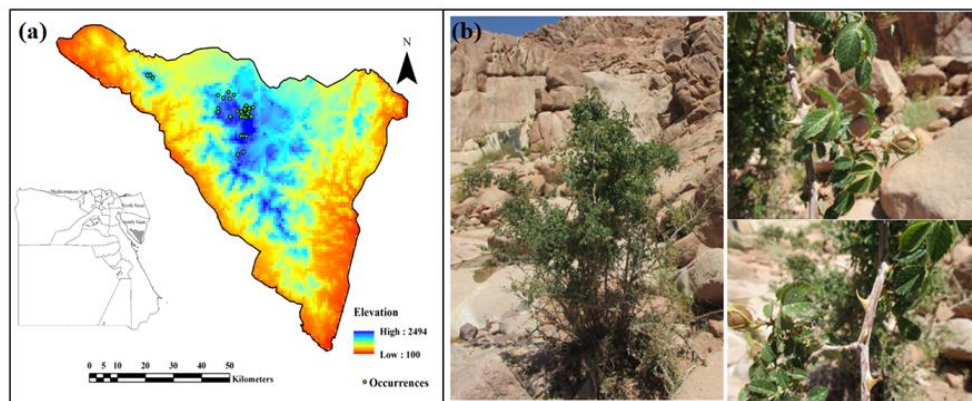 (a)
N
Mediterranean Sea
North Sinai
South Sinai
Elevation
High : 2494
Low : 100
0 5 10 20 30 40 50
Kilometers
Occurrences
(b)